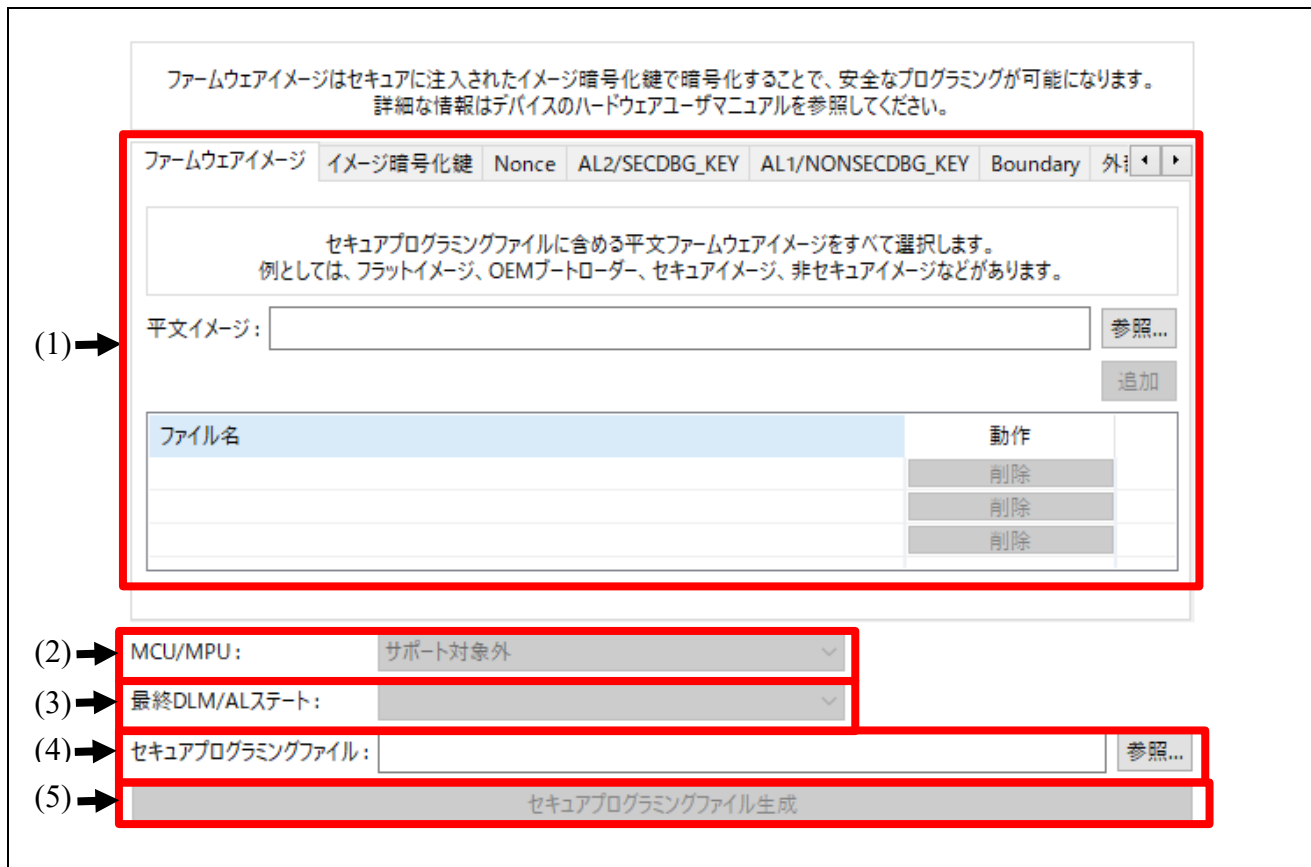 ファームウェアイメージはセキュアに注入されたイメージ暗号化鍵で暗号化することで、安全なプログラミングが可能になります。
詳細な情報はデバイスのハードウェアユーザマニュアルを参照してください。
ファームウェアイメージ イメージ暗号化鍵 Nonce AL2/SECDBG_KEY AL1/NONSECDBG_KEY Boundary
セキュアプログラミングファイルに含める平文ファームウェアイメージをすべて選択します。
例としては、フラットイメージ、OEMブートローダー、セキュアイメージ、非セキュアイメージなどがあります。
(1) 平文イメージ: 参照...
追加
ファイル名 動作
削除
削除
削除
(2) MCU/MPU: サポート対象外
(3) 最終DLM/ALステート:
(4) セキュアプログラミングファイル: 参照...
(5) セキュアプログラミングファイル生成